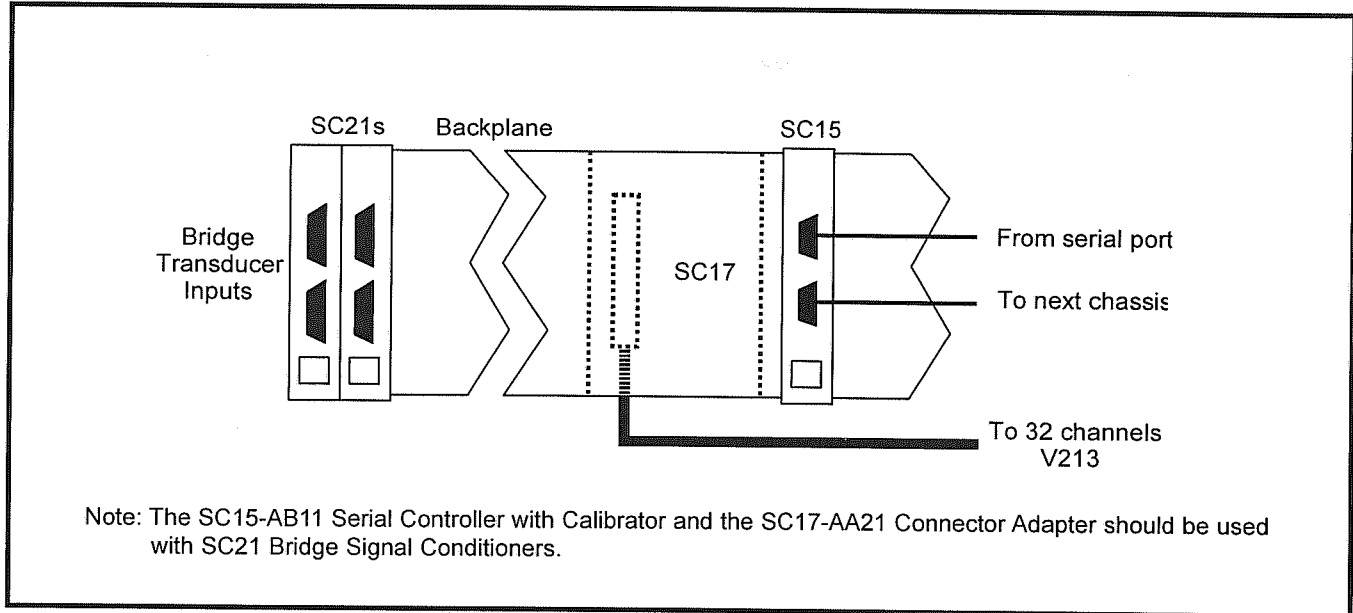 SC21s
Backplane
SC15
Bridge
Transducer
Inputs
SC17
From serial port
To next chassis
To 32 channels
V213
Note: The SC15-AB11 Serial Controller with Calibrator and the SC17-AA21 Connector Adapter should be used
with SC21 Bridge Signal Conditioners.